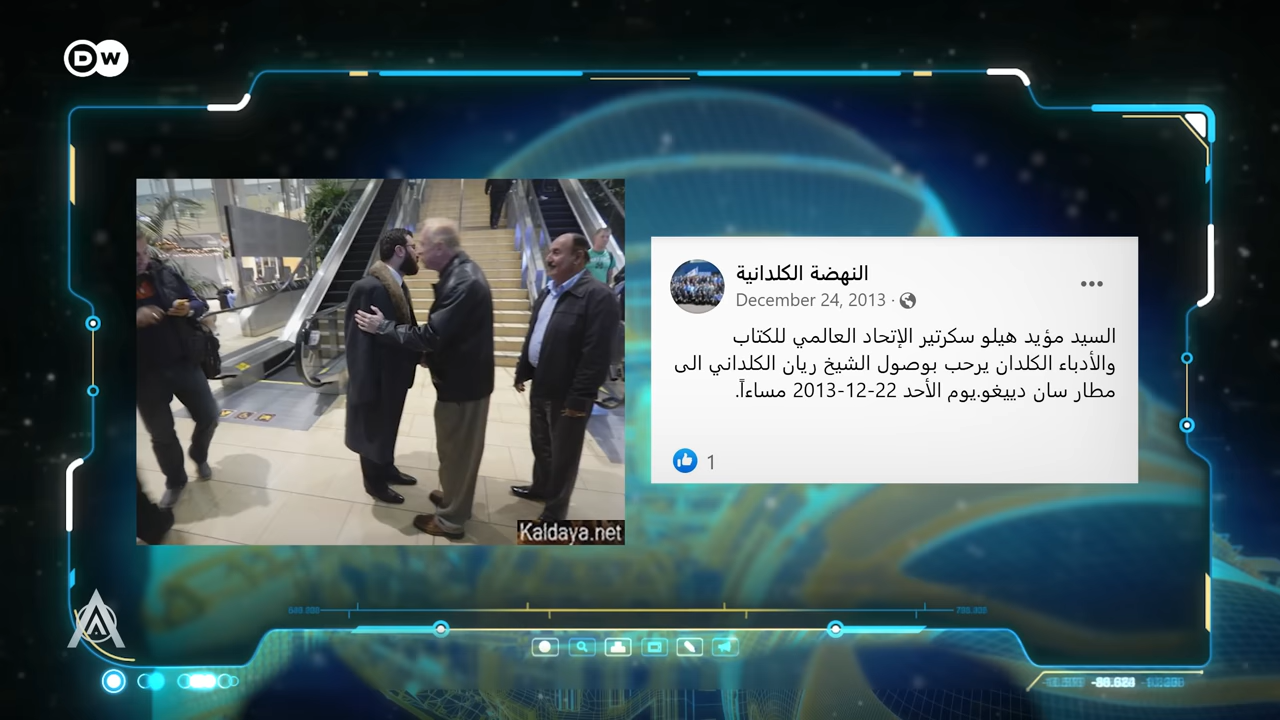 DW
النهضة الكلدانية
December 24, 2013 ·
السيد مؤيد هيلو سكرتير الإتحاد العالمي للكتاب
والأدباء الكلدان يرحب بوصول الشيخ ريان الكلداني الى
مطار سان دييغو.يوم الأحد 22-12-2013 مساءاً.
1
Kaldaya.net